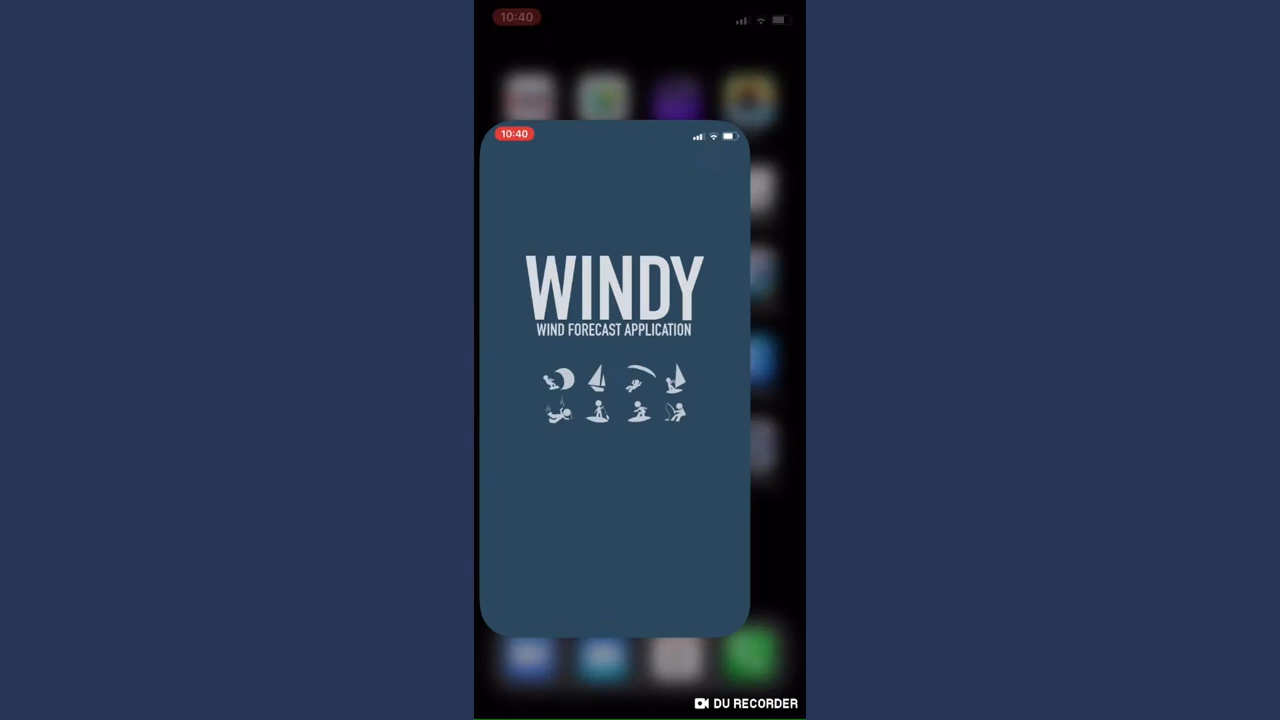 10:40
10:40
WINDY
WIND FORECAST APPLICATION
DU RECORDER